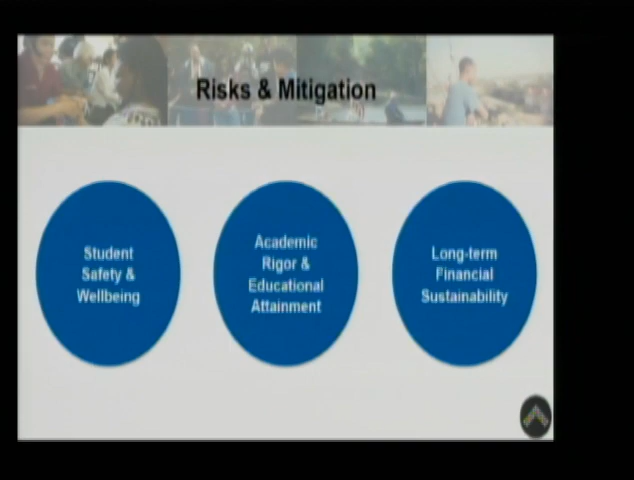 Risks & Mitigation
Student
Safety &
Wellbeing
Academic
Rigor &
Educational
Attainment
Long-term
Financial
Sustainability